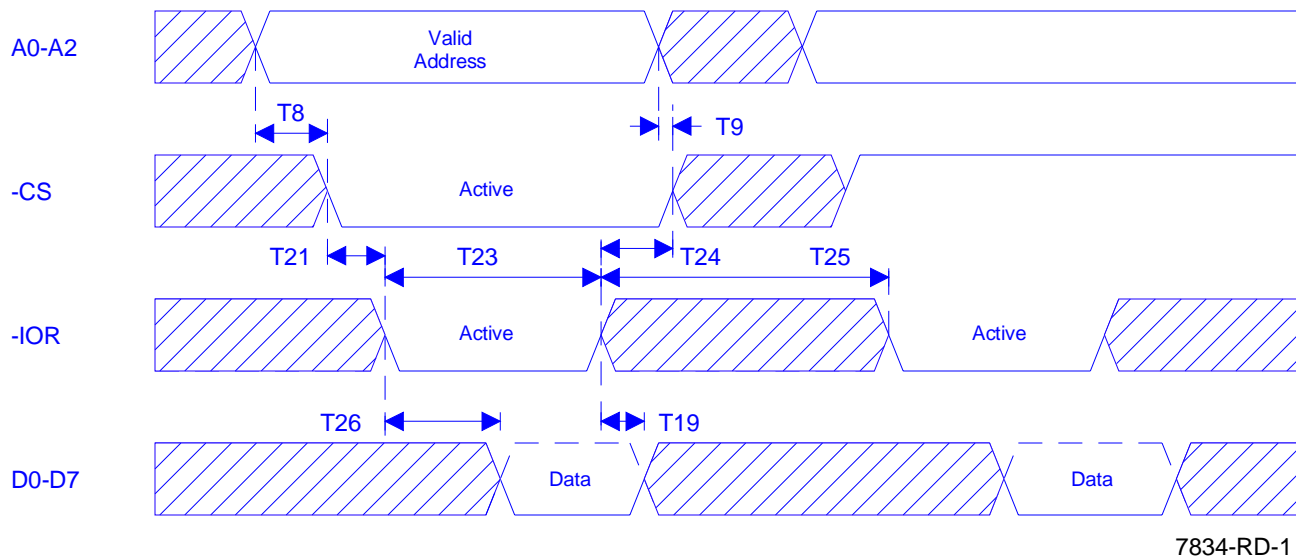 A0-A2
Valid
Address
T8
T9
-CS
Active
T21
T23
T24
T25
-IOR
Active
Active
T26
T19
D0-D7
Data
Data
7834-RD-1